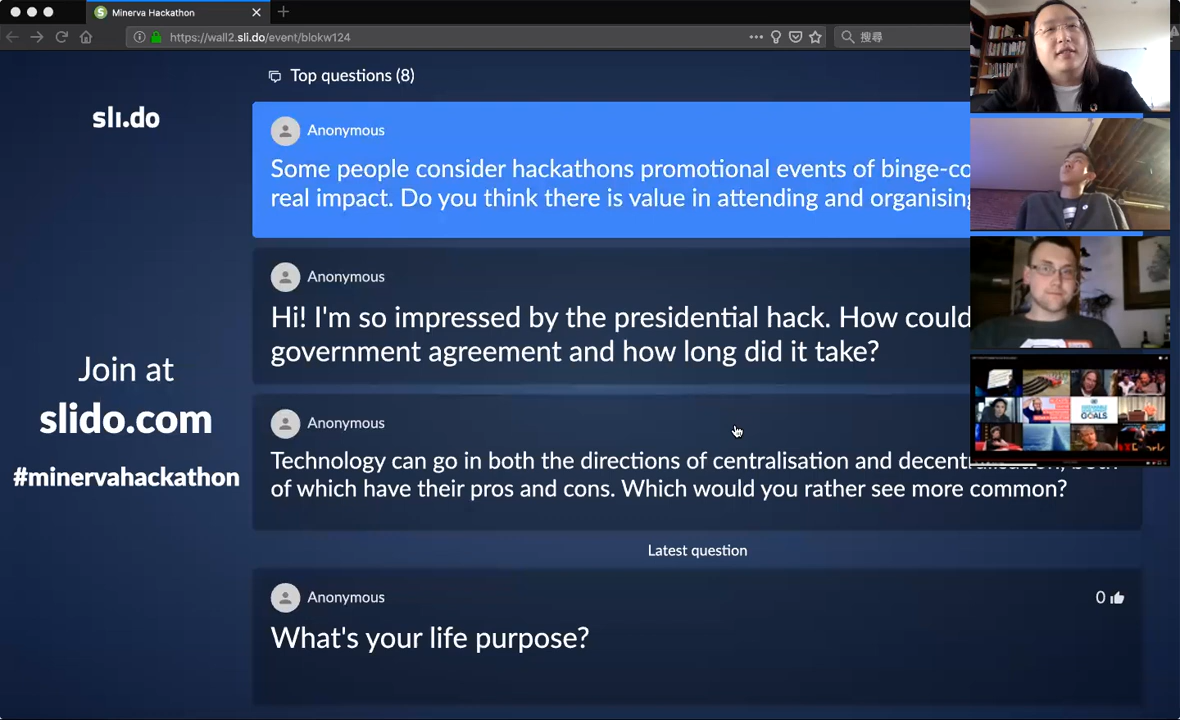 Minerva Hackathon
https://wall2.sli.do/event/blokw124
搜尋
Top questions (8)
sli.do
Anonymous
Some people consider hackathons promotional events of binge-co
real impact. Do you think there is value in attending and organising
Anonymous
Hi! I'm so impressed by the presidential hack. How could
government agreement and how long did it take?
Join at
slido.com
#minervahackathon
Anonymous
Technology can go in both the directions of centralisation and
of which have their pros and cons. Which would you rather see more common?
Latest question
Anonymous
0
What's your life purpose?
GOALS